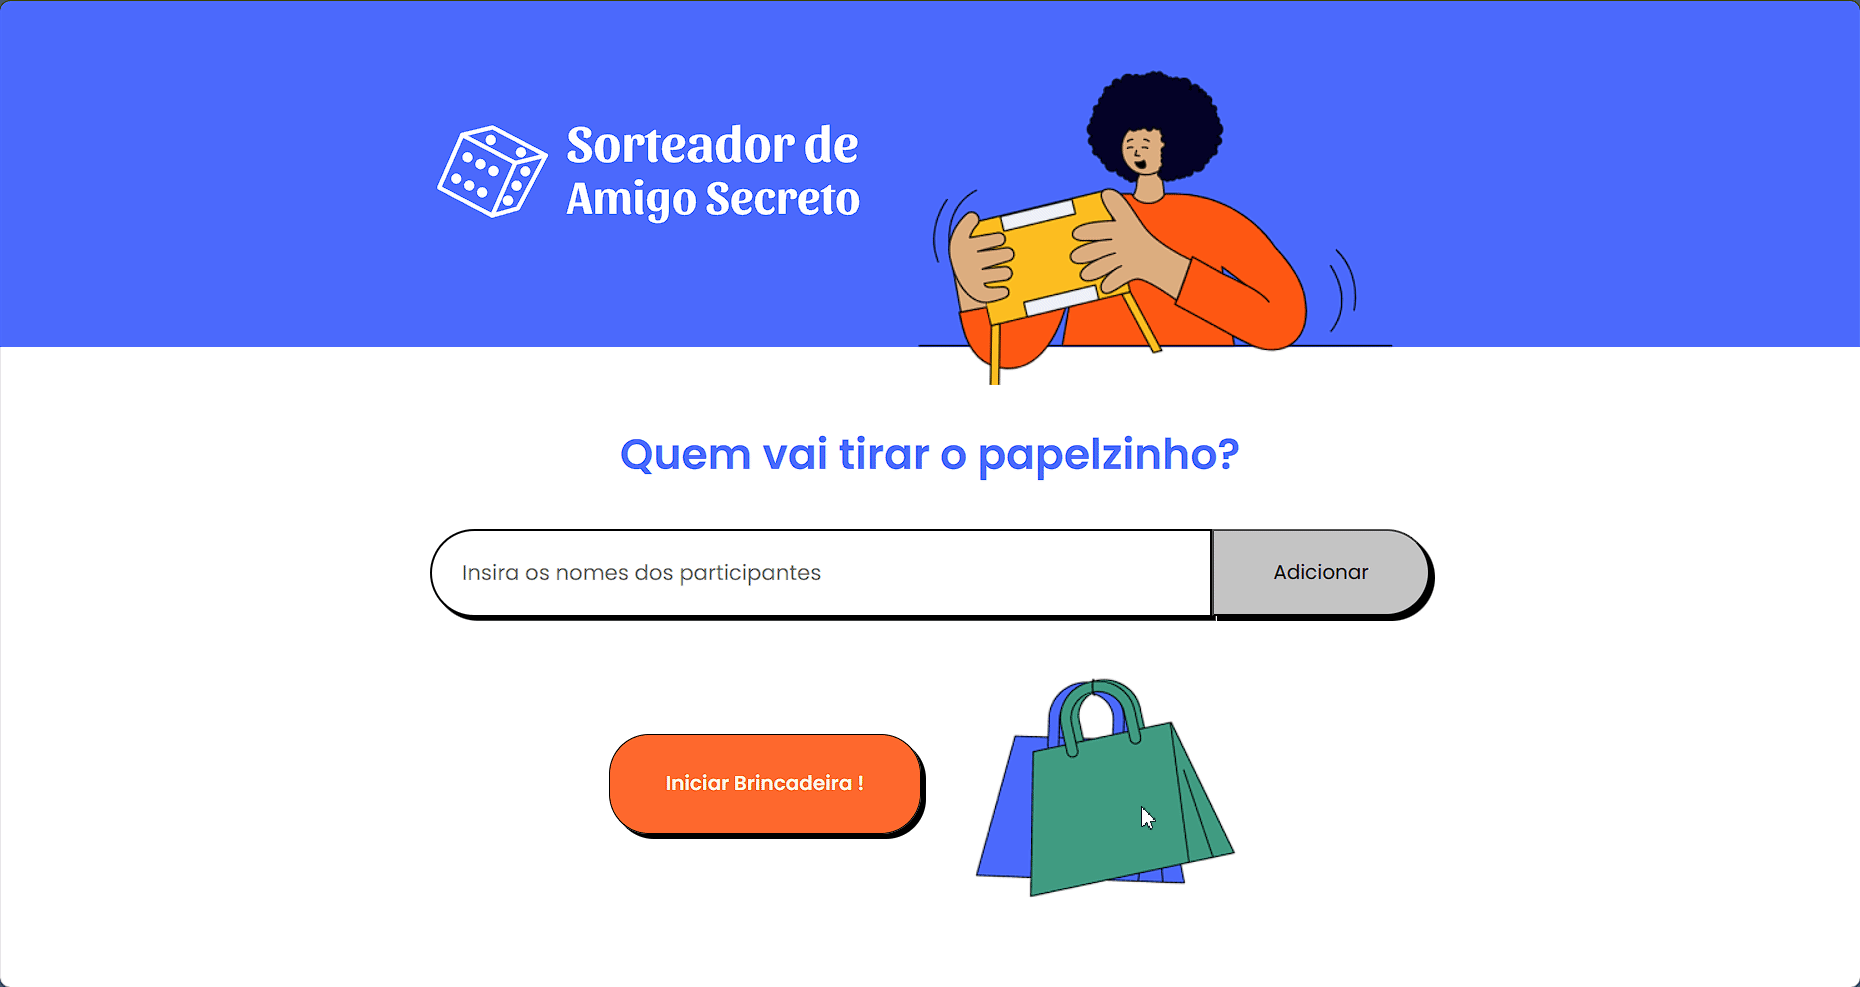 Sorteador de
Amigo Secreto
Quem vai tirar o papelzinho?
Insira os nomes dos participantes
Adicionar
Iniciar Brincadeira !